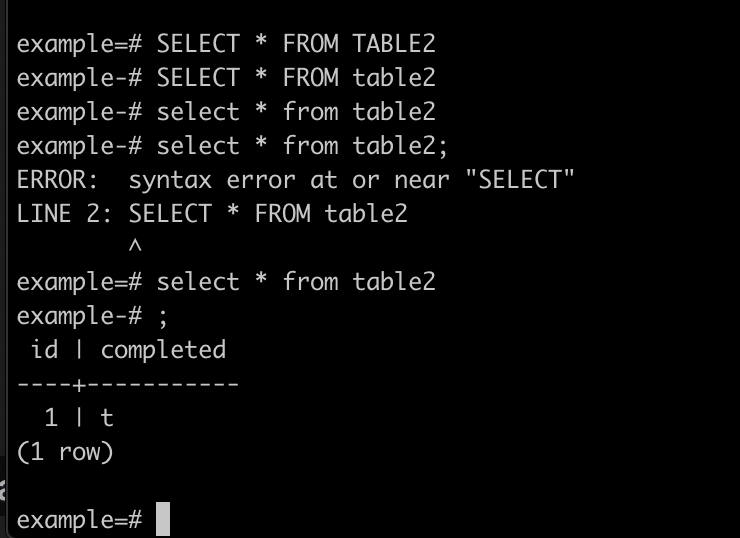 example=# SELECT * FROM TABLE2
example-# SELECT * FROM table2
example-# select * from table2
example-# select * from table2;
ERROR:  syntax error at or near "SELECT"
LINE 2: SELECT * FROM table2
        ^
example=# select * from table2
example-# ;
 id | completed
----+-----------
  1 | t
(1 row)

example=#